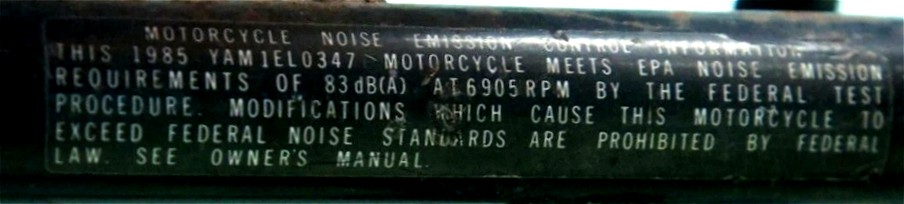 MOTORCYCLE NOISE EMISSION CONTROL INFORMATION
THIS 1985 YAM1EL0347 MOTORCYCLE MEETS EPA NOISE EMISSION
REQUIREMENTS OF 83dB(A) AT6905RPM BY THE FEDERAL TEST
PROCEDURE. MODIFICATIONS WHICH CAUSE THIS MOTORCYCLE TO
EXCEED FEDERAL NOISE STANDARDS ARE PROHIBITED BY FEDERAL
LAW. SEE OWNER'S MANUAL.